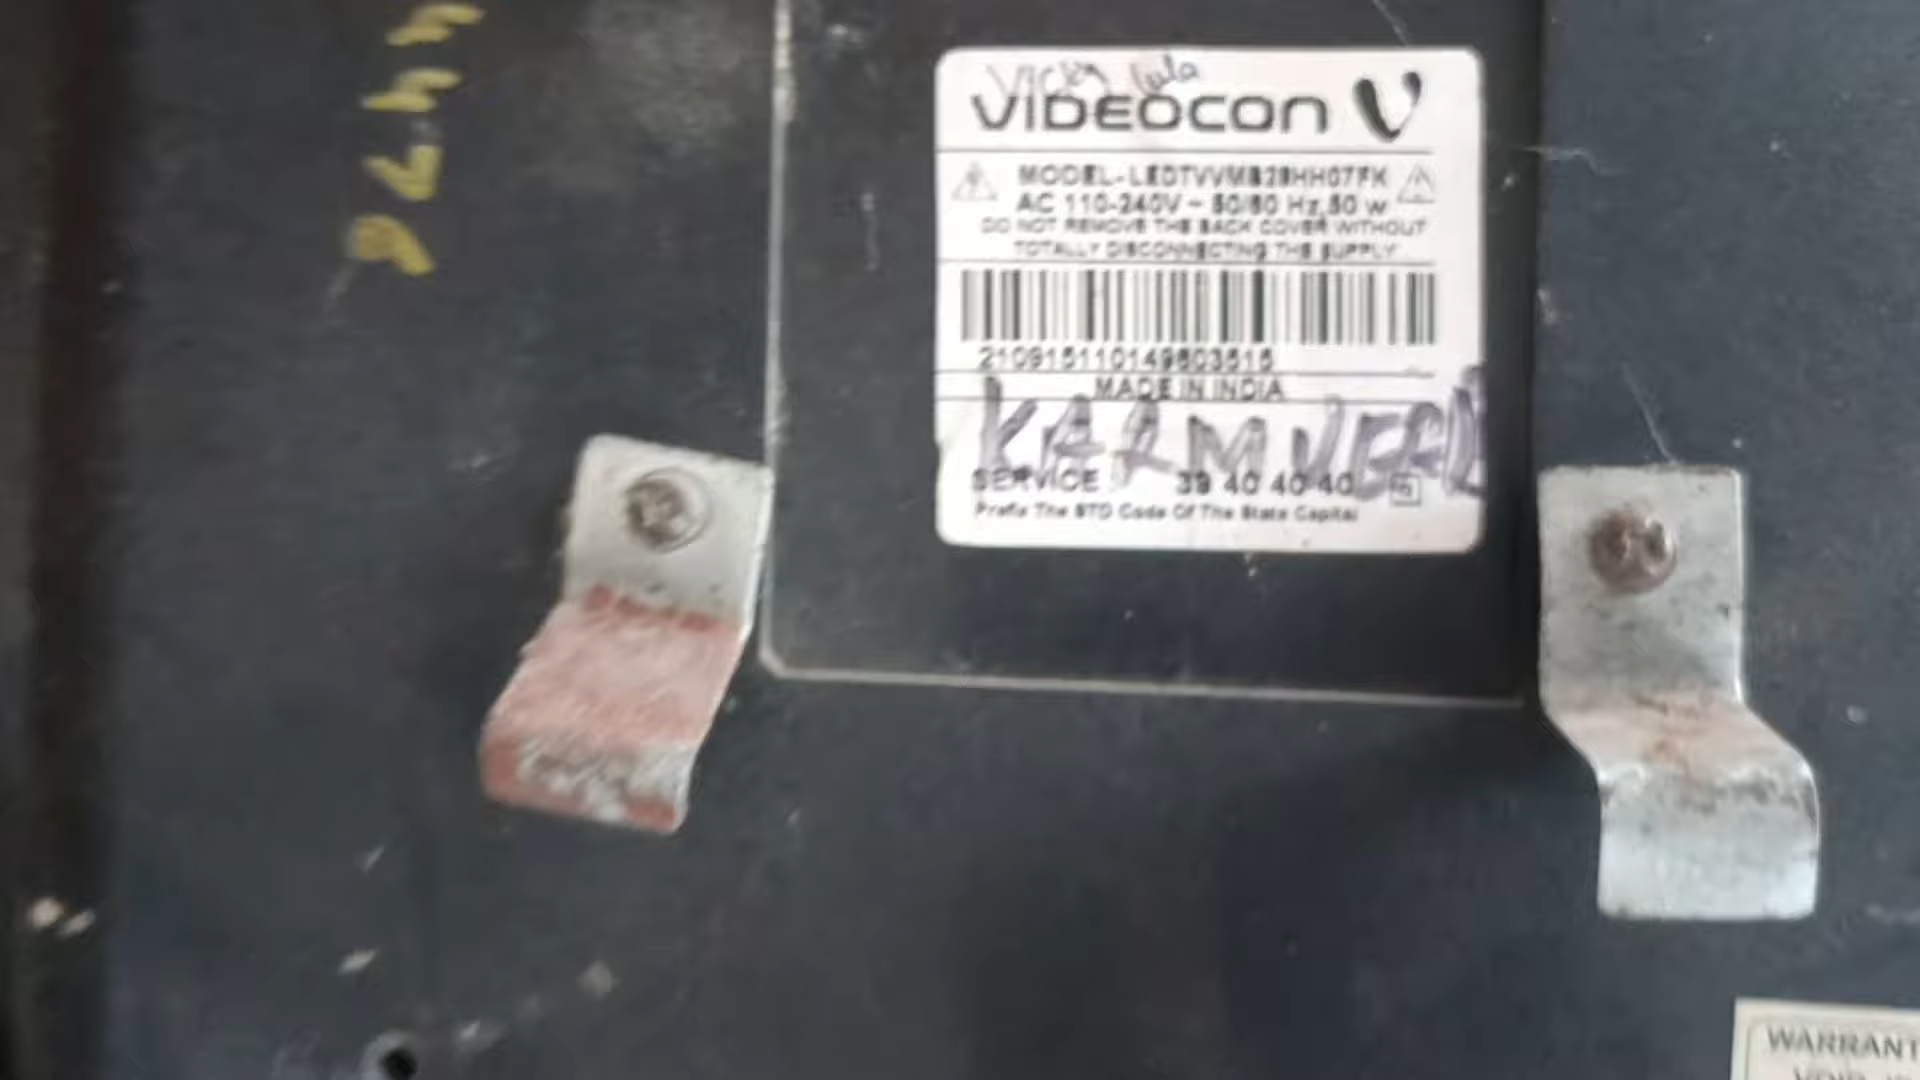 VIDEOCON
MODEL-LEDTVVMB28HH07FK
AC 110-240V ~ 50/60 Hz, 50 w
DO NOT REMOVE THE BACK COVER WITHOUT
TOTALLY DISCONNECTING THE SUPPLY
210915110149603515
MADE IN INDIA
SERVICE : 39 40 40 40
Prefix The STD Code Of The State Capital
WARRANT